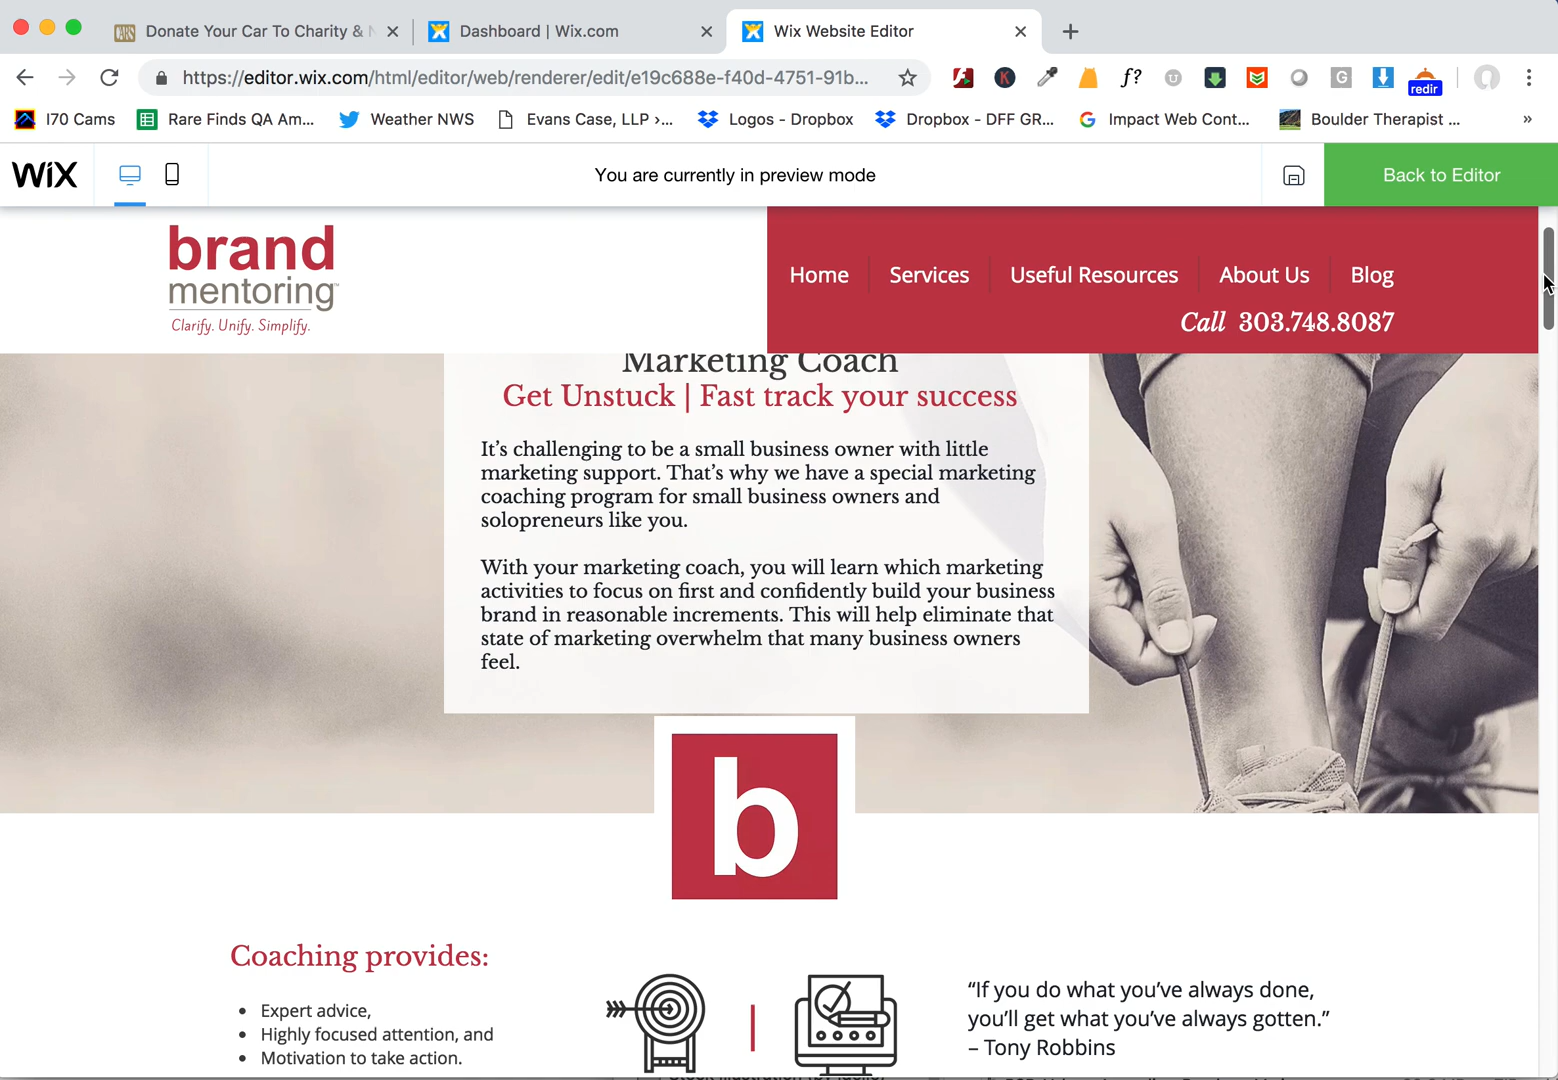 Donate Your Car To Charity &
Dashboard | Wix.com
Wix Website Editor
https://editor.wix.com/html/editor/web/renderer/edit/e19c688e-f40d-4751-91b...
f?
K
G
redir
I70 Cams
Rare Finds QA Am...
Weather NWS
Evans Case, LLP ›...
Logos - Dropbox
Dropbox - DFF GR...
Impact Web Cont...
Boulder Therapist ...
»
WiX
You are currently in preview mode
Back to Editor
brand
mentoring™
Clarify. Unify. Simplify.
Home
Services
Useful Resources
About Us
Blog
Call 303.748.8087
Marketing Coach
Get Unstuck | Fast track your success
It’s challenging to be a small business owner with little
marketing support. That’s why we have a special marketing
coaching program for small business owners and
solopreneurs like you.
With your marketing coach, you will learn which marketing
activities to focus on first and confidently build your business
brand in reasonable increments. This will help eliminate that
state of marketing overwhelm that many business owners
feel.
b
Coaching provides:
• Expert advice,
• Highly focused attention, and
• Motivation to take action.
“If you do what you’ve always done,
you’ll get what you’ve always gotten.”
– Tony Robbins